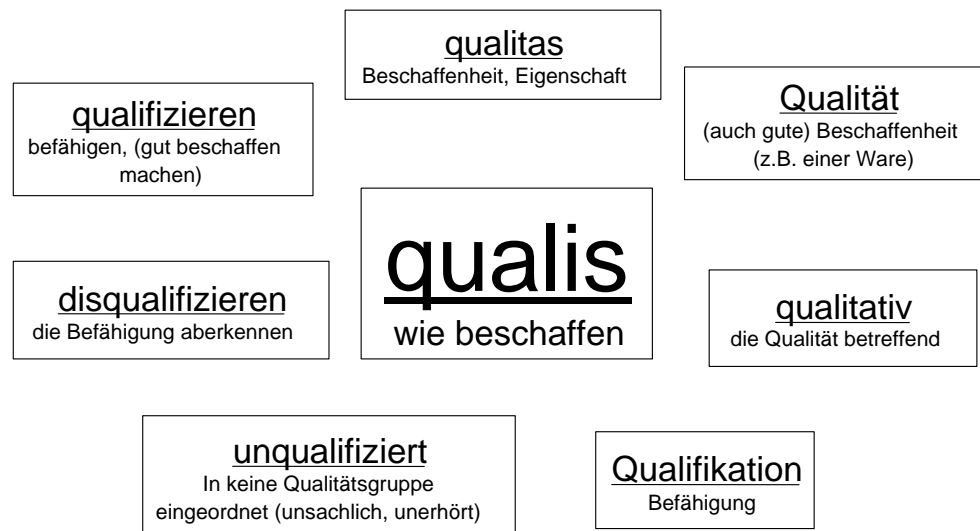 qualitas
Beschaffenheit, Eigenschaft
qualifizieren
befähigen, (gut beschaffen
machen)
Qualität
(auch gute) Beschaffenheit
(z.B. einer Ware)
qualis
wie beschaffen
disqualifizieren
die Befähigung aberkennen
qualitativ
die Qualität betreffend
unqualifiziert
In keine Qualitätsgruppe
eingeordnet (unsachlich, unerhört)
Qualifikation
Befähigung